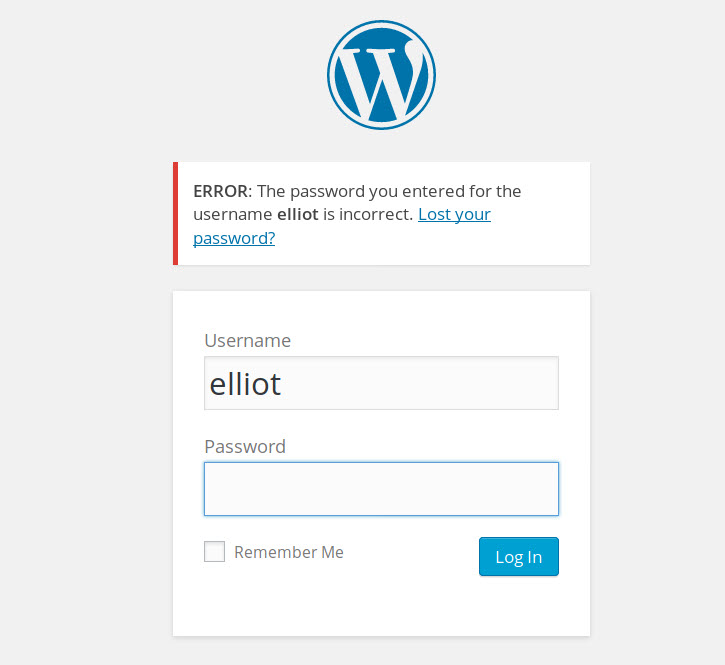 ERROR: The password you entered for the
username elliot is incorrect. Lost your
password?
Username
elliot
Password
Remember Me
Log In